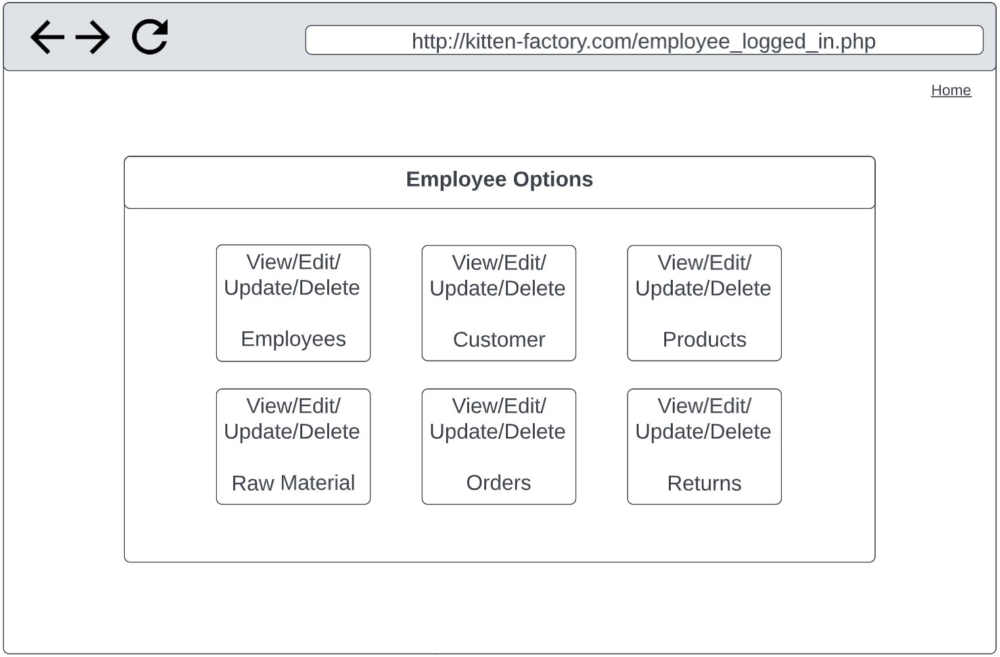 http://kitten-factory.com/employee_logged_in.php
Home
Employee Options
View/Edit/
Update/Delete
Employees
View/Edit/
Update/Delete
Customer
View/Edit/
Update/Delete
Products
View/Edit/
Update/Delete
Raw Material
View/Edit/
Update/Delete
Orders
View/Edit/
Update/Delete
Returns